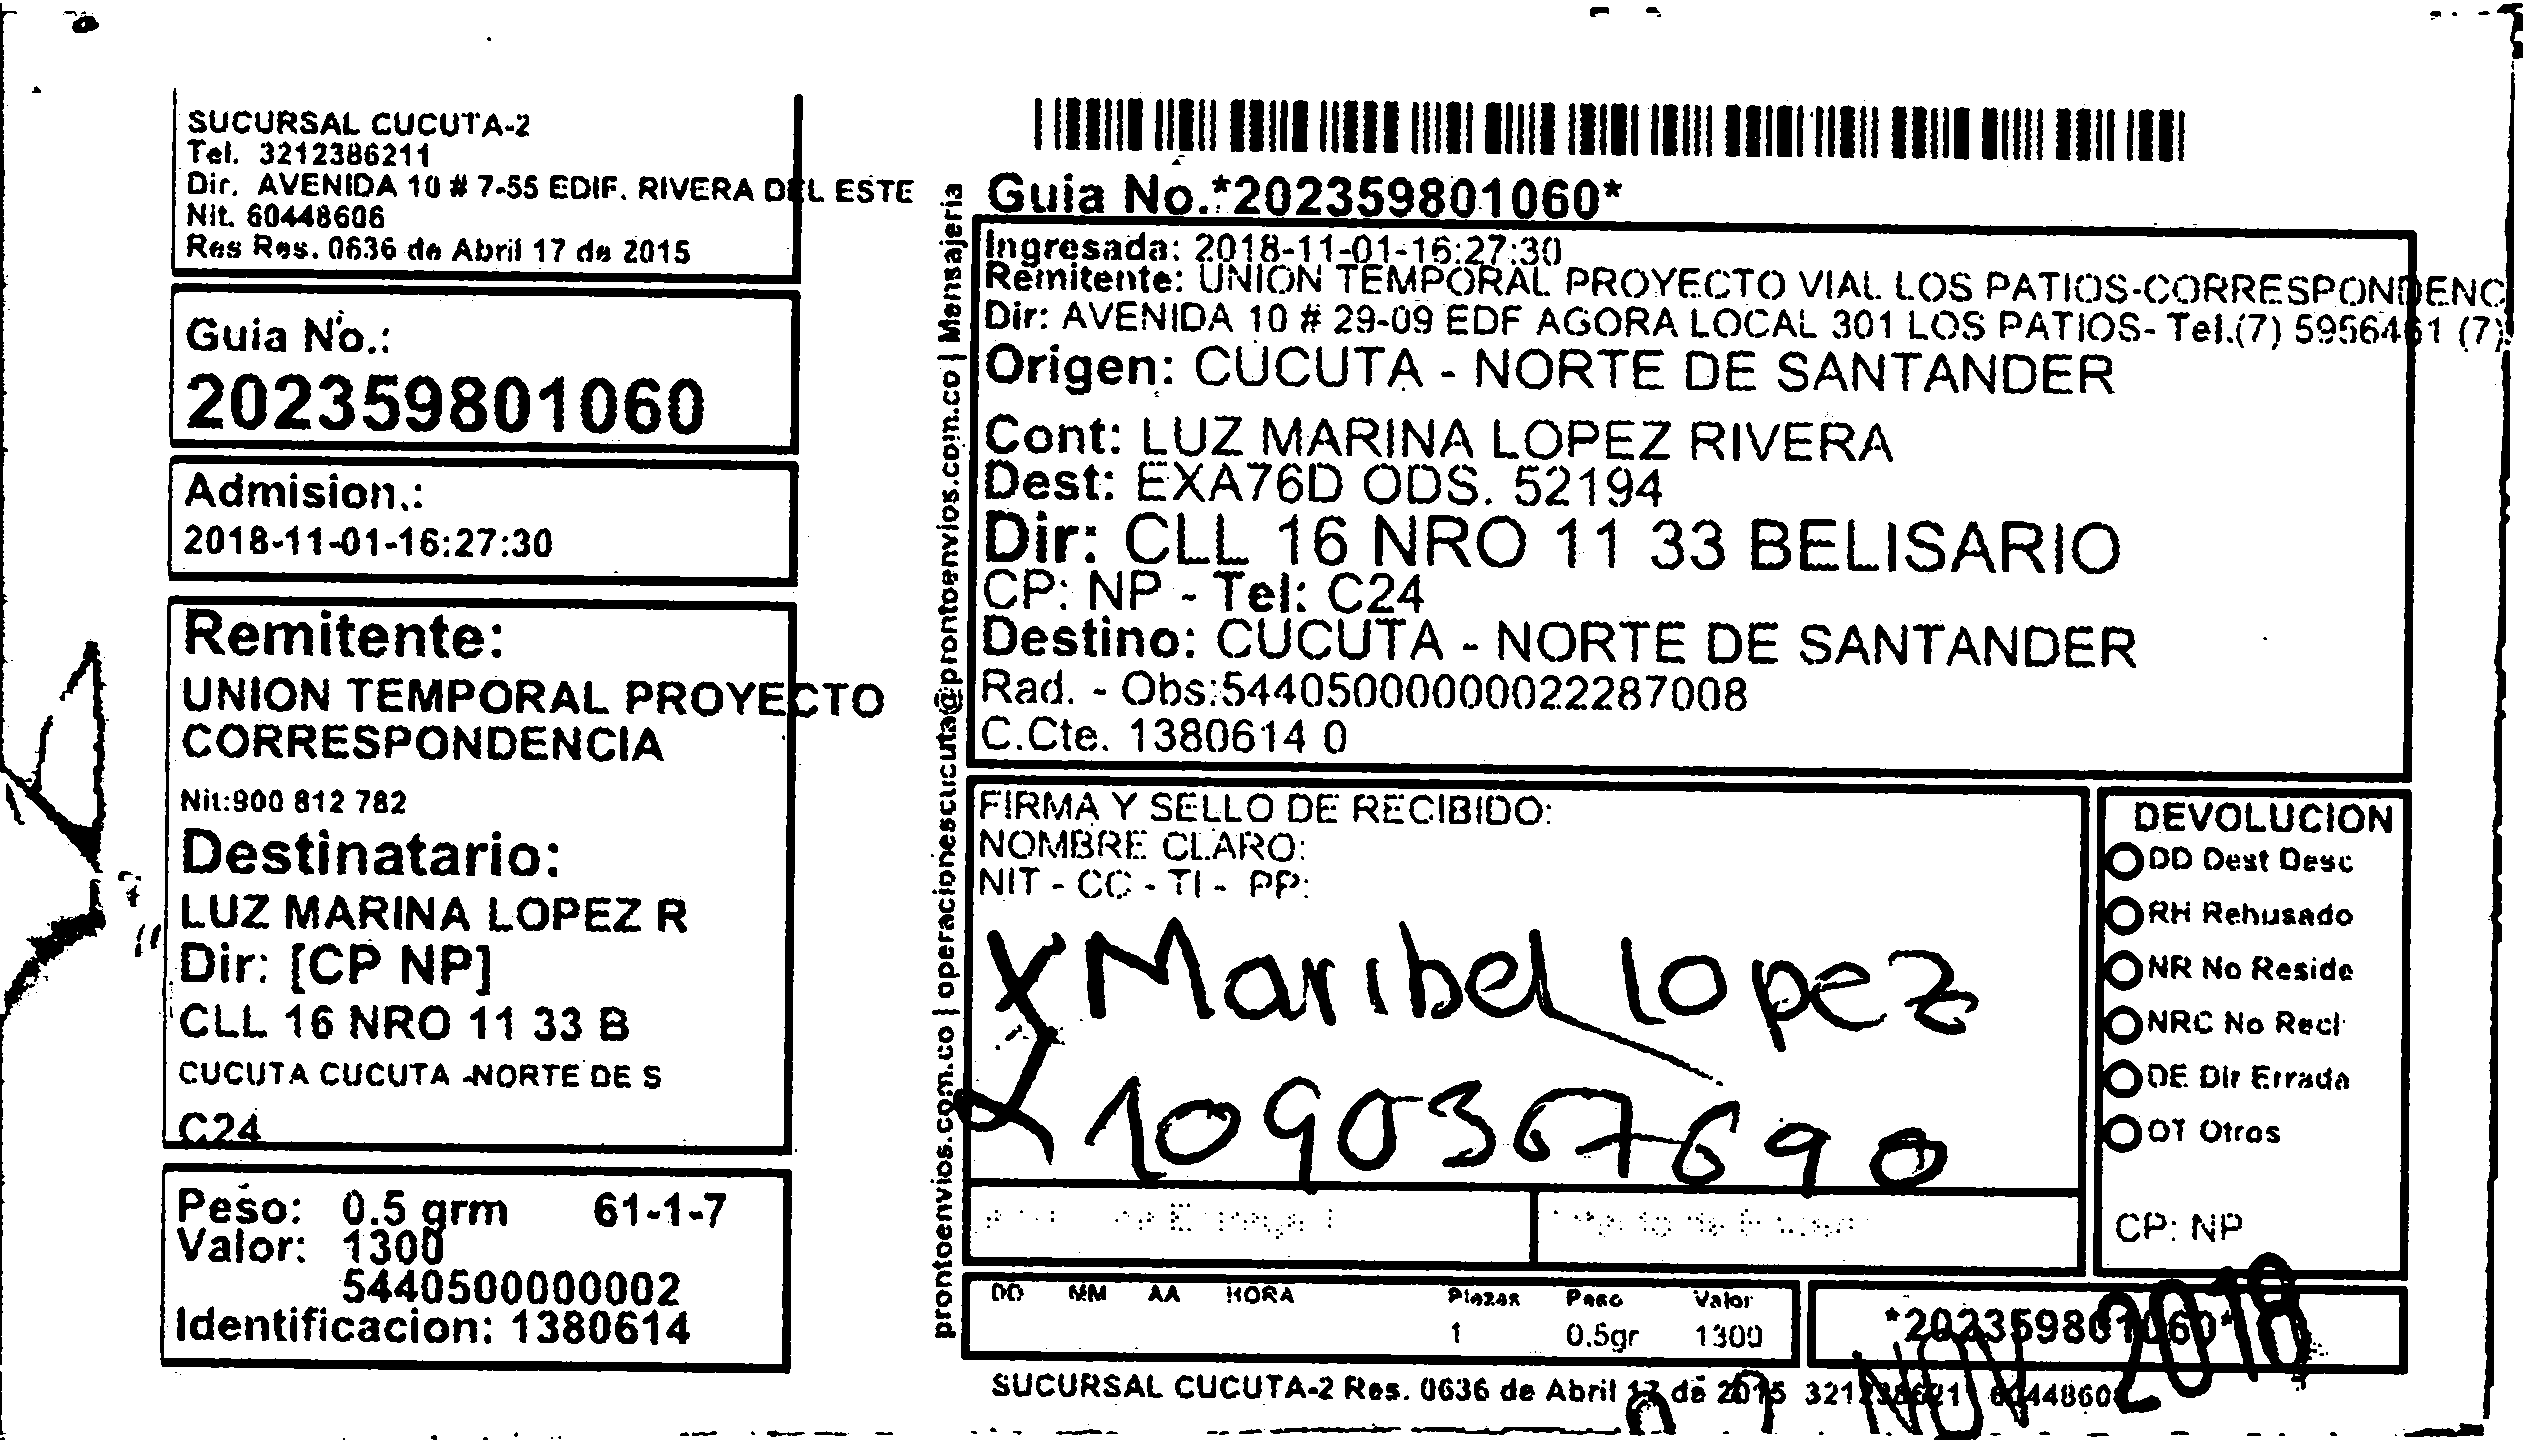 SUCURSAL CUCUTA-2
Tel. 3212386211
Dir. AVENIDA 10 # 7-55 EDIF. RIVERA DEL ESTE
Nit. 60448606
Res Res. 0636 de Abril 17 de 2015
Guia No.:
202359801060
Admision.:
2018-11-01-16:27:30
Remitente:
UNION TEMPORAL PROYECTO
CORRESPONDENCIA
Nit:900 812 782
Destinatario:
LUZ MARINA LOPEZ R
Dir: [CP NP]
CLL 16 NRO 11 33 B
CUCUTA CUCUTA -NORTE DE S
C24
Peso: 0.5 grm 61-1-7
Valor: 1300
5440500000002
Identificacion: 1380614
prontoenvios.com.co | operacionescucuta@prontoenvios.com.co | Mensajeria
Guia No.*202359801060*
Ingresada: 2018-11-01-16:27:30
Remitente: UNION TEMPORAL PROYECTO VIAL LOS PATIOS-CORRESPONDENC
Dir: AVENIDA 10 # 29-09 EDF AGORA LOCAL 301 LOS PATIOS- Tel.(7) 5956461 (7)
Origen: CUCUTA - NORTE DE SANTANDER
Cont: LUZ MARINA LOPEZ RIVERA
Dest: EXA76D ODS. 52194
Dir: CLL 16 NRO 11 33 BELISARIO
CP: NP - Tel: C24
Destino: CUCUTA - NORTE DE SANTANDER
Rad. - Obs:544050000000022287008
C.Cte. 1380614 0
FIRMA Y SELLO DE RECIBIDO:
NOMBRE CLARO:
NIT - CC - TI - PP:
X Maribel lopez
X 1090367690
DEVOLUCION
DD Dest Desc
RH Rehusado
NR No Reside
NRC No Recl
DE Dir Errada
OT Otros
CP: NP
DD MM AA HORA Piezas Peso Valor
1 0.5gr 1300
*202359801060*
NOV 2018
SUCURSAL CUCUTA-2 Res. 0636 de Abril 17 de 2015 3212386211 60448606